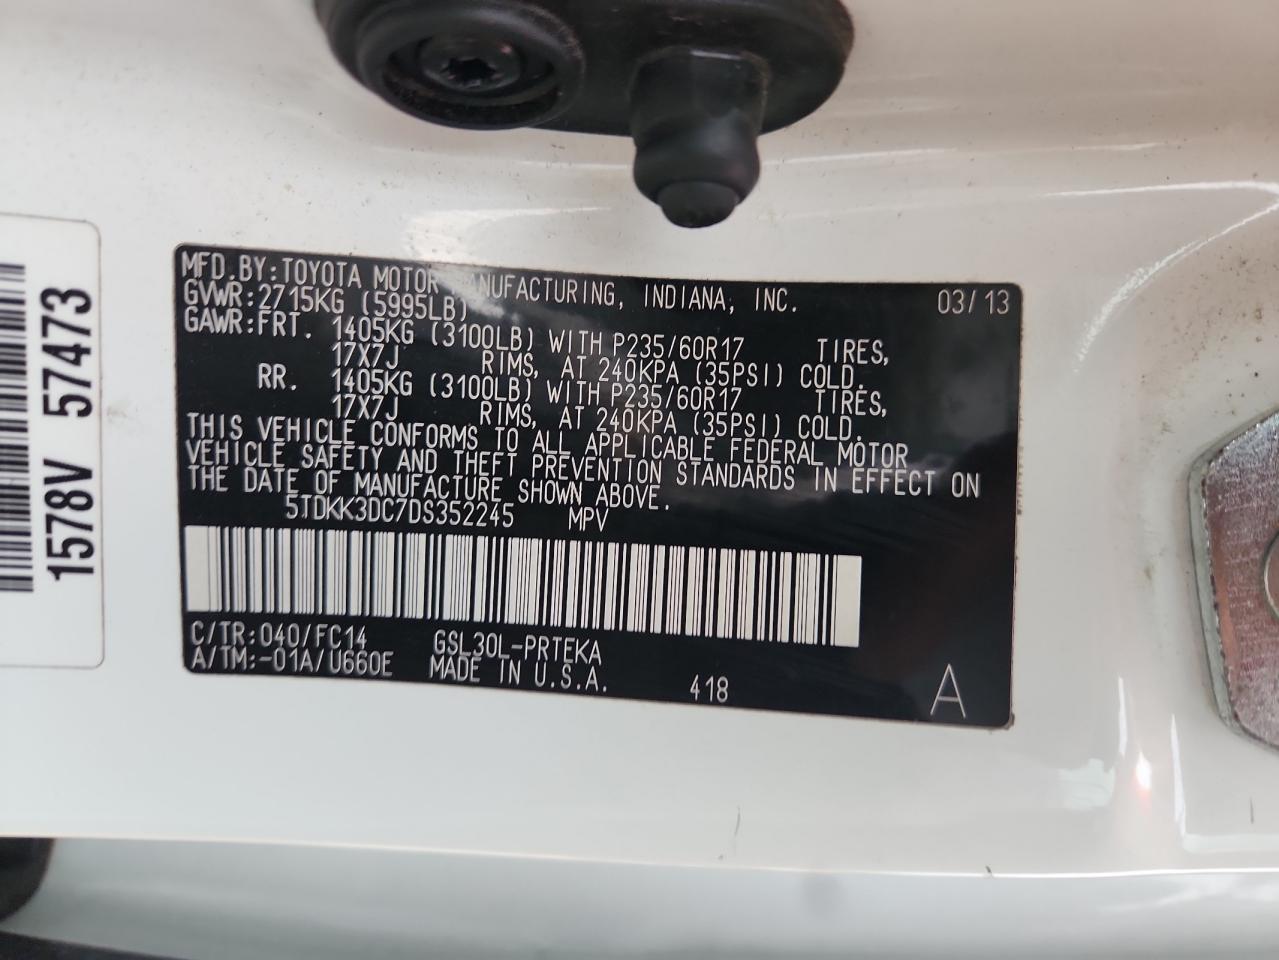 1578V 57473
MFD.BY:TOYOTA MOTOR MANUFACTURING, INDIANA, INC. 03/13
GVWR:2715KG (5995LB)
GAWR:FRT. 1405KG (3100LB) WITH P235/60R17 TIRES,
17X7J RIMS, AT 240KPA (35PSI) COLD.
RR. 1405KG (3100LB) WITH P235/60R17 TIRES,
17X7J RIMS, AT 240KPA (35PSI) COLD.
THIS VEHICLE CONFORMS TO ALL APPLICABLE FEDERAL MOTOR
VEHICLE SAFETY AND THEFT PREVENTION STANDARDS IN EFFECT ON
THE DATE OF MANUFACTURE SHOWN ABOVE.
5TDKK3DC7DS352245 MPV
C/TR:040/FC14 GSL30L-PRTEKA
A/TM:-01A/U660E MADE IN U.S.A. 418 A